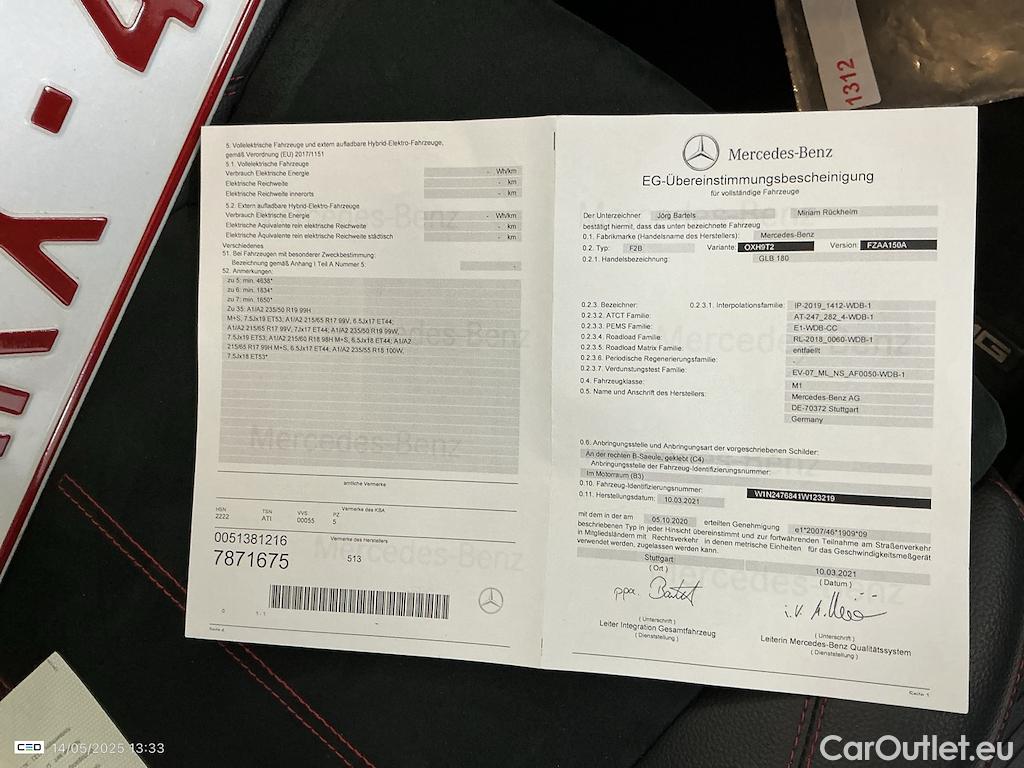 5. Vollelektrische Fahrzeuge und extern aufladbare Hybrid-Elektro-Fahrzeuge,
gemäß Verordnung (EU) 2017/1151
5.1. Vollelektrische Fahrzeuge
Verbrauch Elektrische Energie - Wh/km
Elektrische Reichweite - km
Elektrische Reichweite innerorts - km
5.2. Extern aufladbare Hybrid-Elektro-Fahrzeuge
Verbrauch Elektrische Energie - Wh/km
Elektrische Äquivalente rein elektrische Reichweite - km
Elektrische Äquivalente rein elektrische Reichweite städtisch - km
Verschiedenes
51. Bei Fahrzeugen mit besonderer Zweckbestimmung:
Bezeichnung gemäß Anhang I Teil A Nummer 5: -
52. Anmerkungen:
zu 5: min. 4638*
zu 6: min. 1834*
zu 7: min. 1650*
Zu 35: A1/A2 235/50 R19 99H
M+S, 7.5Jx19 ET53; A1/A2 215/65 R17 99V, 6.5Jx17 ET44;
A1/A2 215/65 R17 99V, 7Jx17 ET44; A1/A2 235/50 R19 99W,
7.5Jx19 ET53; A1/A2 215/60 R18 98H M+S, 6.5Jx18 ET44; A1/A2
215/65 R17 99H M+S, 6.5Jx17 ET44; A1/A2 235/55 R18 100W,
7.5Jx18 ET53*
amtliche Vermerke
Vermerke des KBA
HSN TSN VVS PZ
2222 ATI 00055 5
0051381216 Vermerke des Herstellers
7871675 513
0 1 - 1
Seite 4
Mercedes-Benz
EG-Übereinstimmungsbescheinigung
für vollständige Fahrzeuge
Der Unterzeichner Jörg Bartels Miriam Rückheim
bestätigt hiermit, dass das unten bezeichnete Fahrzeug
0.1. Fabrikmarke (Handelsname des Herstellers): Mercedes-Benz
0.2. Typ: F2B Variante: OXH9T2 Version: FZAA150A
0.2.1. Handelsbezeichnung: GLB 180
0.2.3. Bezeichner: 0.2.3.1. Interpolationsfamilie: IP-2019_1412-WDB-1
0.2.3.2. ATCT Familie: AT-247_282_4-WDB-1
0.2.3.3. PEMS Familie: E1-WDB-CC
0.2.3.4. Roadload Familie: RL-2018_0060-WDB-1
0.2.3.5. Roadload Matrix Familie: entfaellt
0.2.3.6. Periodische Regenerierungsfamilie: -
0.2.3.7. Verdunstungstest Familie: EV-07_ML_NS_AF0050-WDB-1
0.4. Fahrzeugklasse: M1
0.5. Name und Anschrift des Herstellers: Mercedes-Benz AG
DE-70372 Stuttgart
Germany
0.6. Anbringungsstelle und Anbringungsart der vorgeschriebenen Schilder:
An der rechten B-Saeule, geklebt (C4)
Anbringungsstelle der Fahrzeug-Identifizierungsnummer:
Im Motorraum (B3)
0.10. Fahrzeug-Identifizierungsnummer: W1N2476841W123219
0.11. Herstellungsdatum: 10.03.2021
mit dem in der am 05.10.2020 erteilten Genehmigung e1*2007/46*1909*09
beschriebenen Typ in jeder Hinsicht übereinstimmt und zur fortwährenden Teilnahme am Straßenverkehr
in Mitgliedsländern mit Rechtsverkehr in denen metrische Einheiten für das Geschwindigkeitsmeßgerät
verwendet werden, zugelassen werden kann.
Stuttgart 10.03.2021
( Ort ) ( Datum )
( Unterschrift ) ( Unterschrift )
Leiter Integration Gesamtfahrzeug Leiterin Mercedes-Benz Qualitätssystem
( Dienststellung ) ( Dienststellung )
Seite 1
1312
CEO 14/05/2025 13:33
CarOutlet.eu